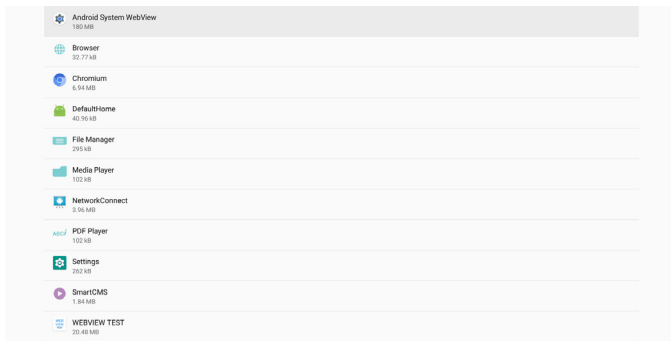 Android System WebView
180 MB
Browser
32.77 kB
Chromium
6.94 MB
DefaultHome
40.96 kB
File Manager
295 kB
Media Player
102 kB
NetworkConnect
3.96 MB
PDF Player
102 kB
Settings
262 kB
SmartCMS
1.84 MB
WEBVIEW TEST
20.48 MB